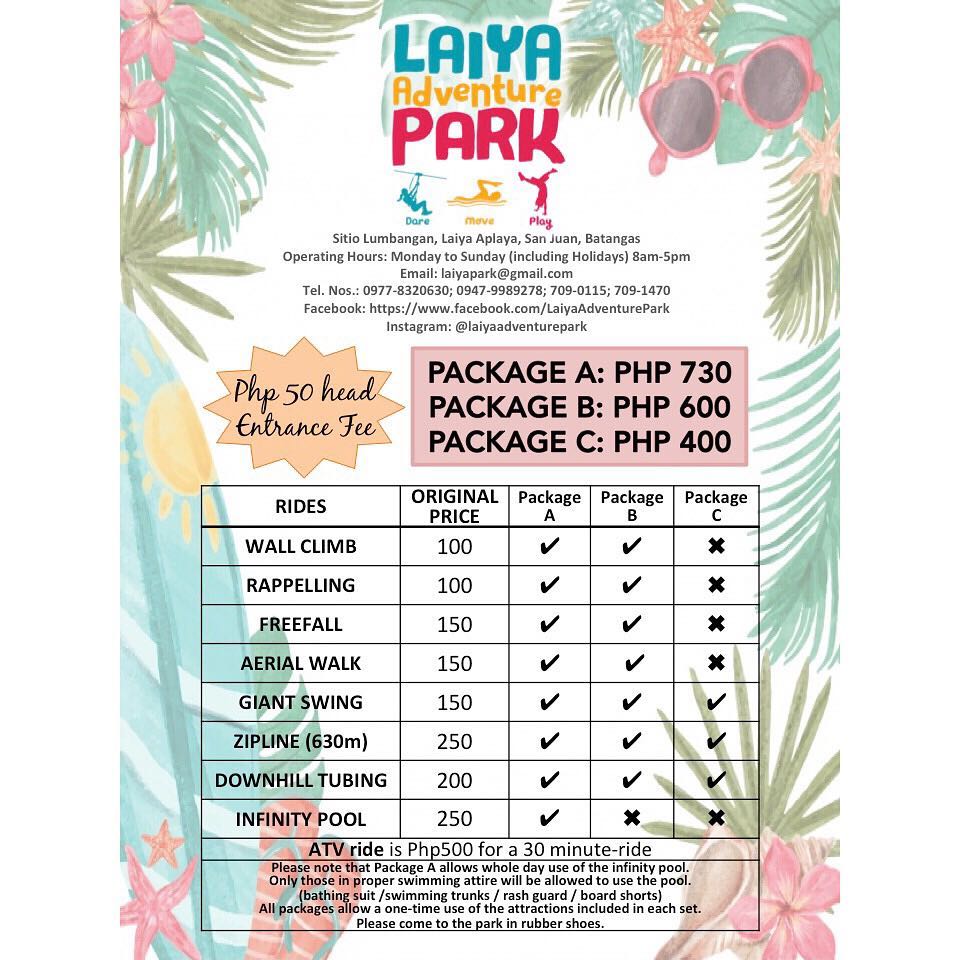 LAIYA
Adventure
PARK
Dare Move Play
Sitio Lumbangan, Laiya Aplaya, San Juan, Batangas
Operating Hours: Monday to Sunday (including Holidays) 8am-5pm
Email: laiyapark@gmail.com
Tel. Nos.: 0977-8320630; 0947-9989278; 709-0115; 709-1470
Facebook: https://www.facebook.com/LaiyaAdventurePark
Instagram: @laiyaadventurepark
Php 50 head
Entrance Fee
PACKAGE A: PHP 730
PACKAGE B: PHP 600
PACKAGE C: PHP 400
RIDES ORIGINAL PRICE Package A Package B Package C
WALL CLIMB 100 ✔ ✔ ✖
RAPPELLING 100 ✔ ✔ ✖
FREEFALL 150 ✔ ✔ ✖
AERIAL WALK 150 ✔ ✔ ✖
GIANT SWING 150 ✔ ✔ ✔
ZIPLINE (630m) 250 ✔ ✔ ✔
DOWNHILL TUBING 200 ✔ ✔ ✔
INFINITY POOL 250 ✔ ✖ ✖
ATV ride is Php500 for a 30 minute-ride
Please note that Package A allows whole day use of the infinity pool.
Only those in proper swimming attire will be allowed to use the pool.
(bathing suit /swimming trunks / rash guard / board shorts)
All packages allow a one-time use of the attractions included in each set.
Please come to the park in rubber shoes.